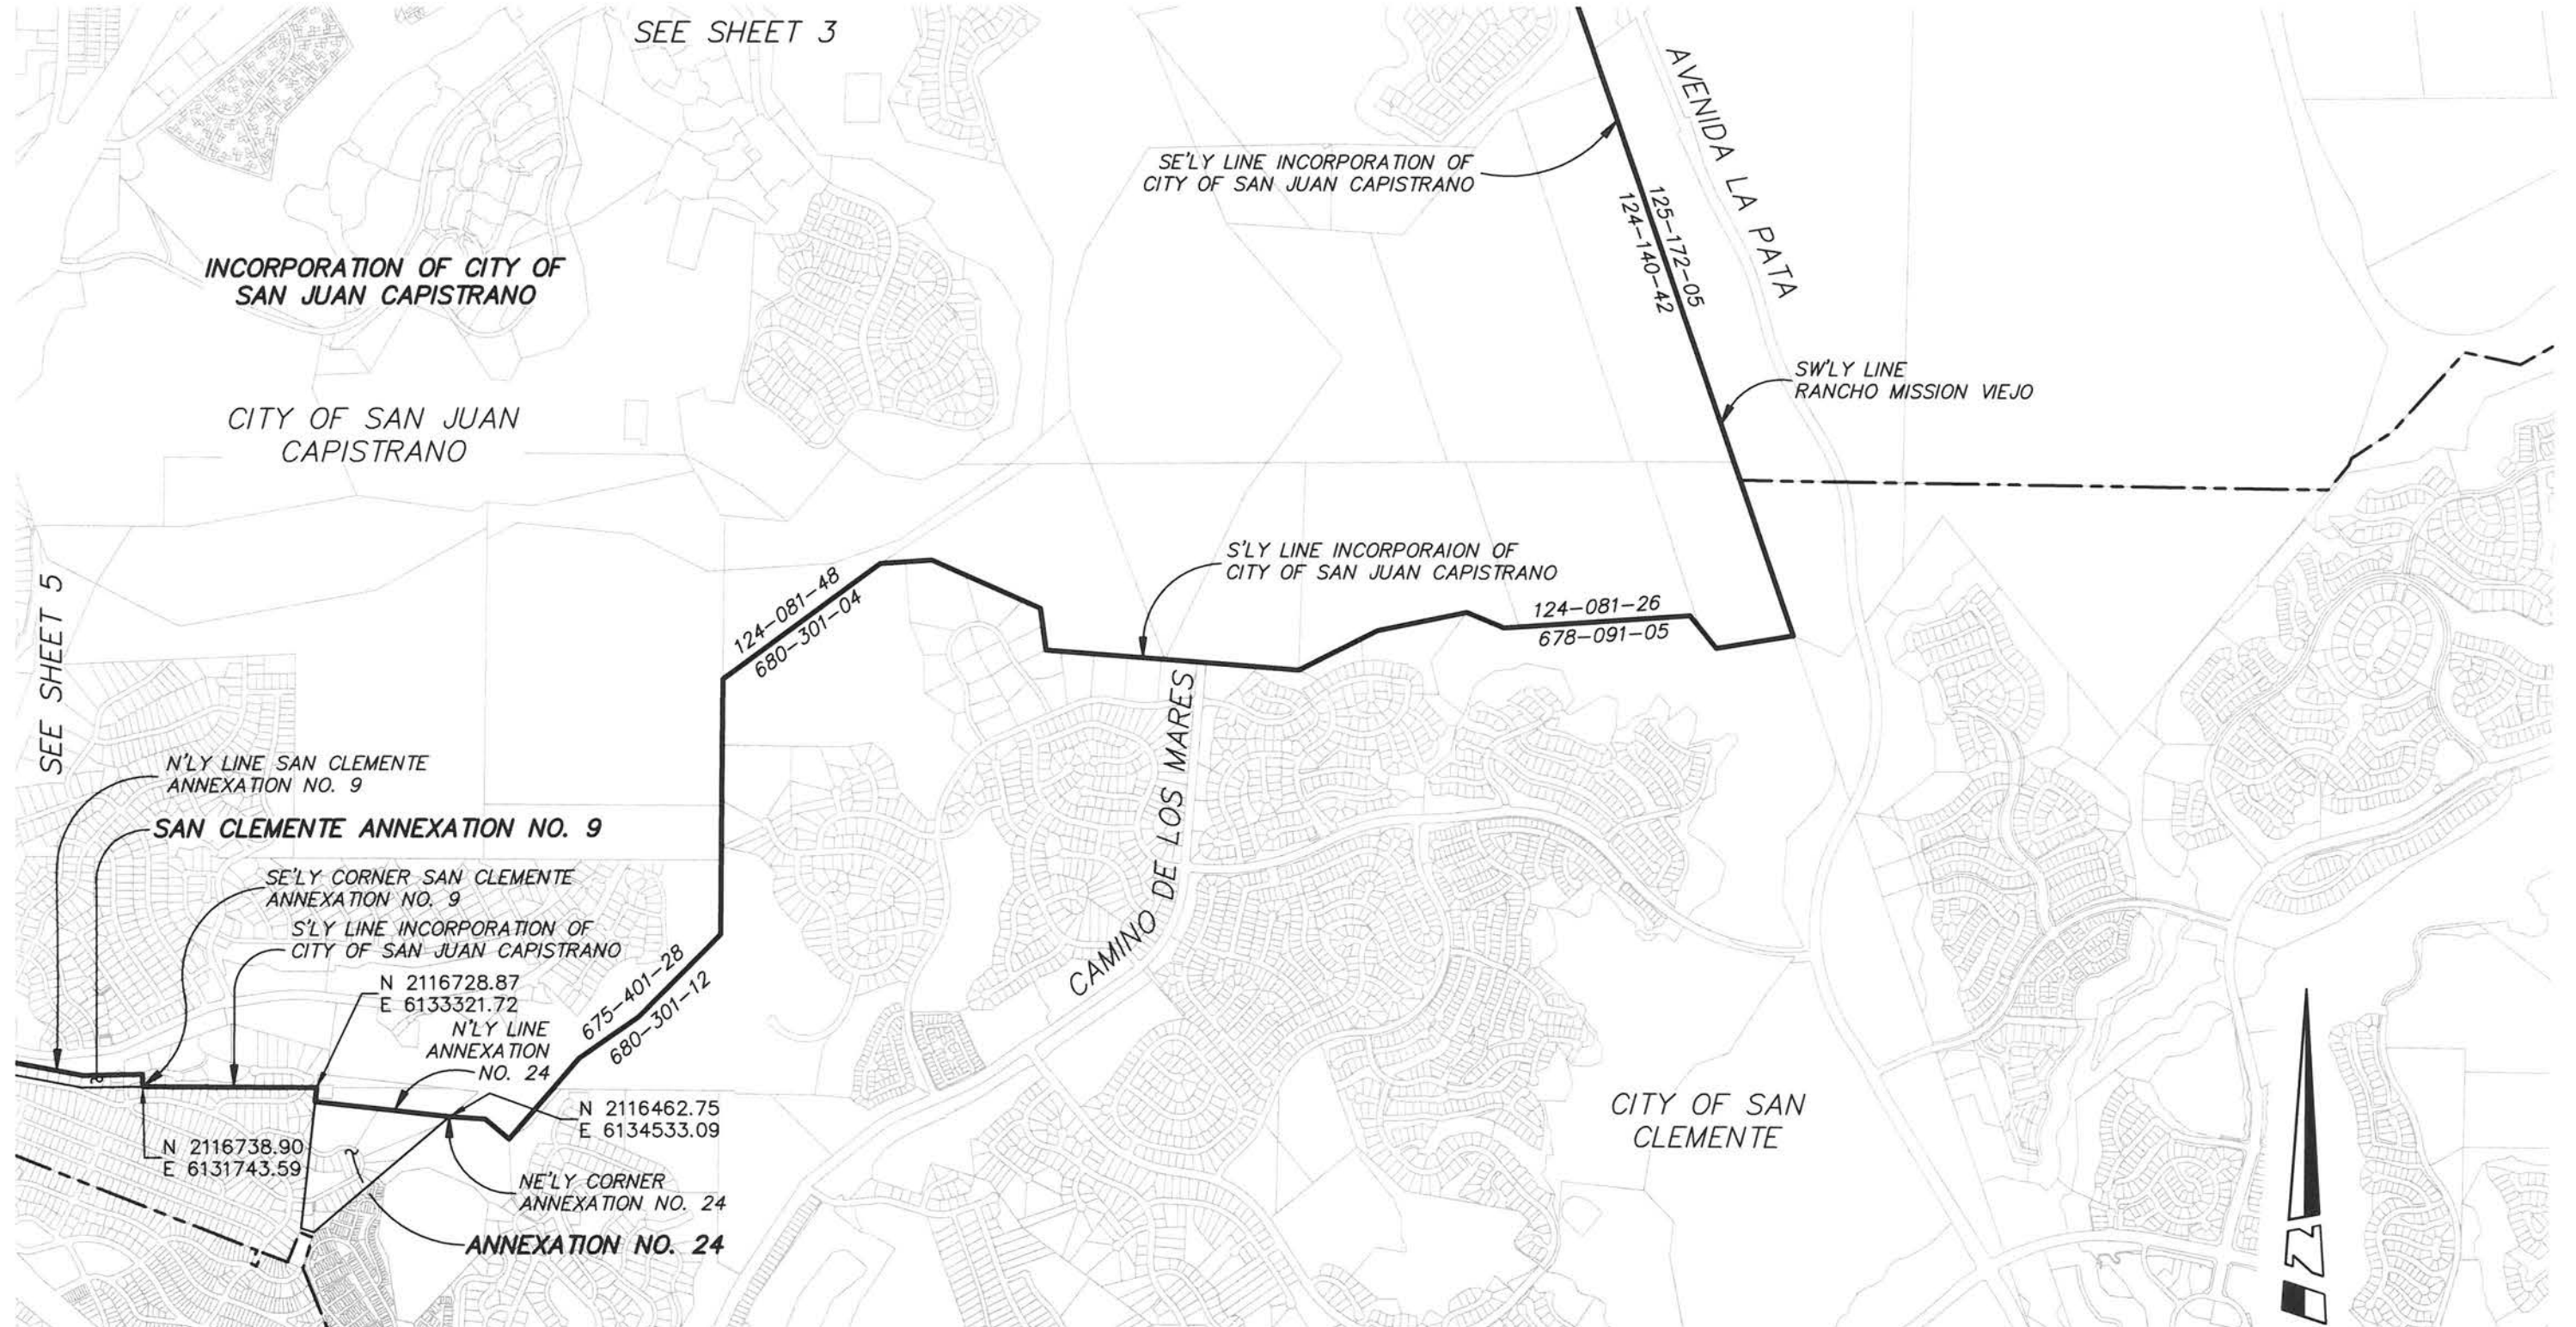 SEE SHEET 3
AVENIDA LA PATA
SE'LY LINE INCORPORATION OF
CITY OF SAN JUAN CAPISTRANO
125-172-05
124-140-42
INCORPORATION OF CITY OF
SAN JUAN CAPISTRANO
SW'LY LINE
RANCHO MISSION VIEJO
CITY OF SAN JUAN
CAPISTRANO
S'LY LINE INCORPORAION OF
CITY OF SAN JUAN CAPISTRANO
SEE SHEET 5
124-081-48
680-301-04
124-081-26
678-091-05
CAMINO DE LOS MARES
N'LY LINE SAN CLEMENTE
ANNEXATION NO. 9
SAN CLEMENTE ANNEXATION NO. 9
SE'LY CORNER SAN CLEMENTE
ANNEXATION NO. 9
S'LY LINE INCORPORATION OF
CITY OF SAN JUAN CAPISTRANO
N 2116728.87
E 6133321.72
N'LY LINE
ANNEXATION
NO. 24
675-401-28
680-301-12
N 2116462.75
E 6134533.09
N 2116738.90
E 6131743.59
NE'LY CORNER
ANNEXATION NO. 24
ANNEXATION NO. 24
CITY OF SAN
CLEMENTE
N